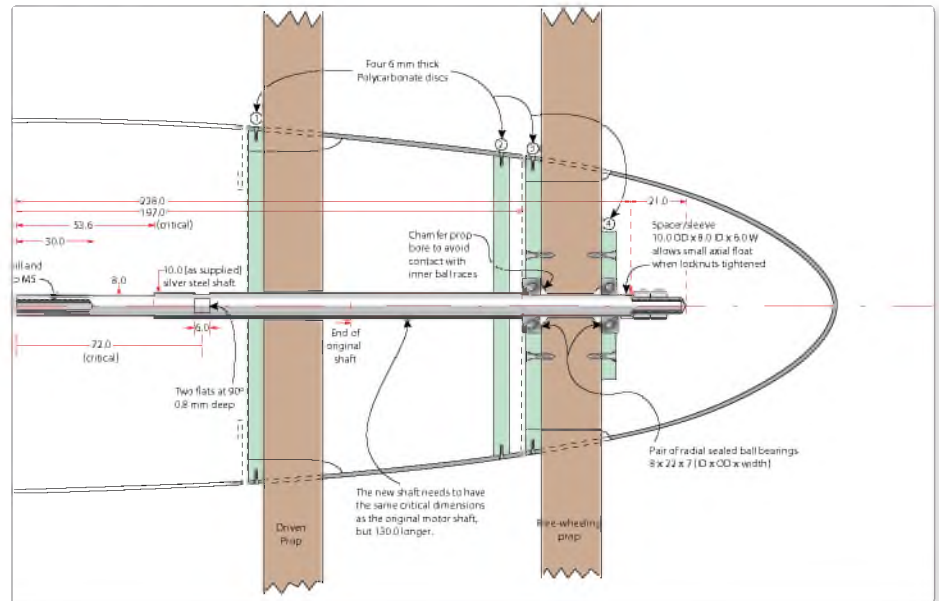 Four 6 mm thick
Polycarbonate discs
1
2
3
4
238.0
197.0
53.6
(critical)
30.0
21.0
Chamfer prop
bore to avoid
contact with
inner ball races
Spacer/sleeve
10.0 OD x 8.0 ID x 6.0 W
allows small axial float
when locknuts tightened
ill and
M5
8.0
10.0 (as supplied)
silver steel shaft
6.0
72.0
(critical)
End of
original
shaft
Two flats at 90º
0.8 mm deep
The new shaft needs to have
the same critical dimensions
as the original motor shaft,
but 130.0 longer.
Pair of radial sealed ball bearings
8 x 22 x 7 (ID x OD x width)
Driven
Prop
Free-wheeling
prop